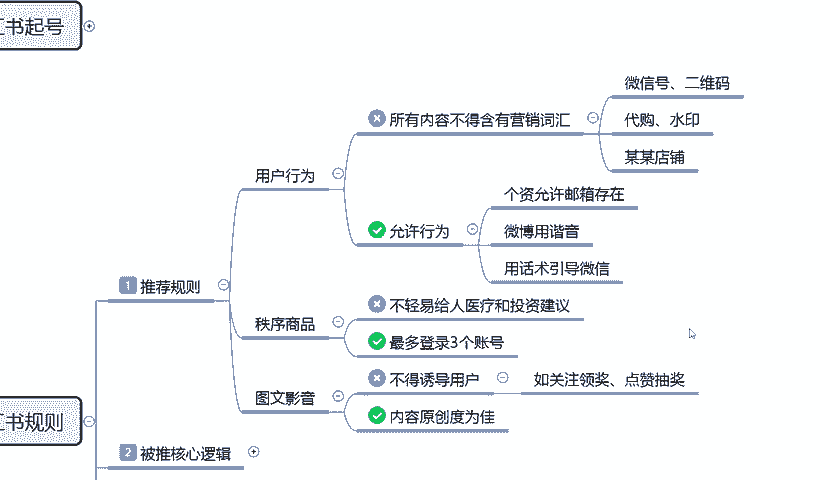 书起号
微信号、二维码
所有内容不得含有营销词汇
代购、水印
某某店铺
用户行为
个资允许邮箱存在
允许行为
微博用谐音
用话术引导微信
1 推荐规则
不轻易给人医疗和投资建议
秩序商品
最多登录3个账号
不得诱导用户
如关注领奖、点赞抽奖
图文影音
内容原创度为佳
书规则
2 被推核心逻辑